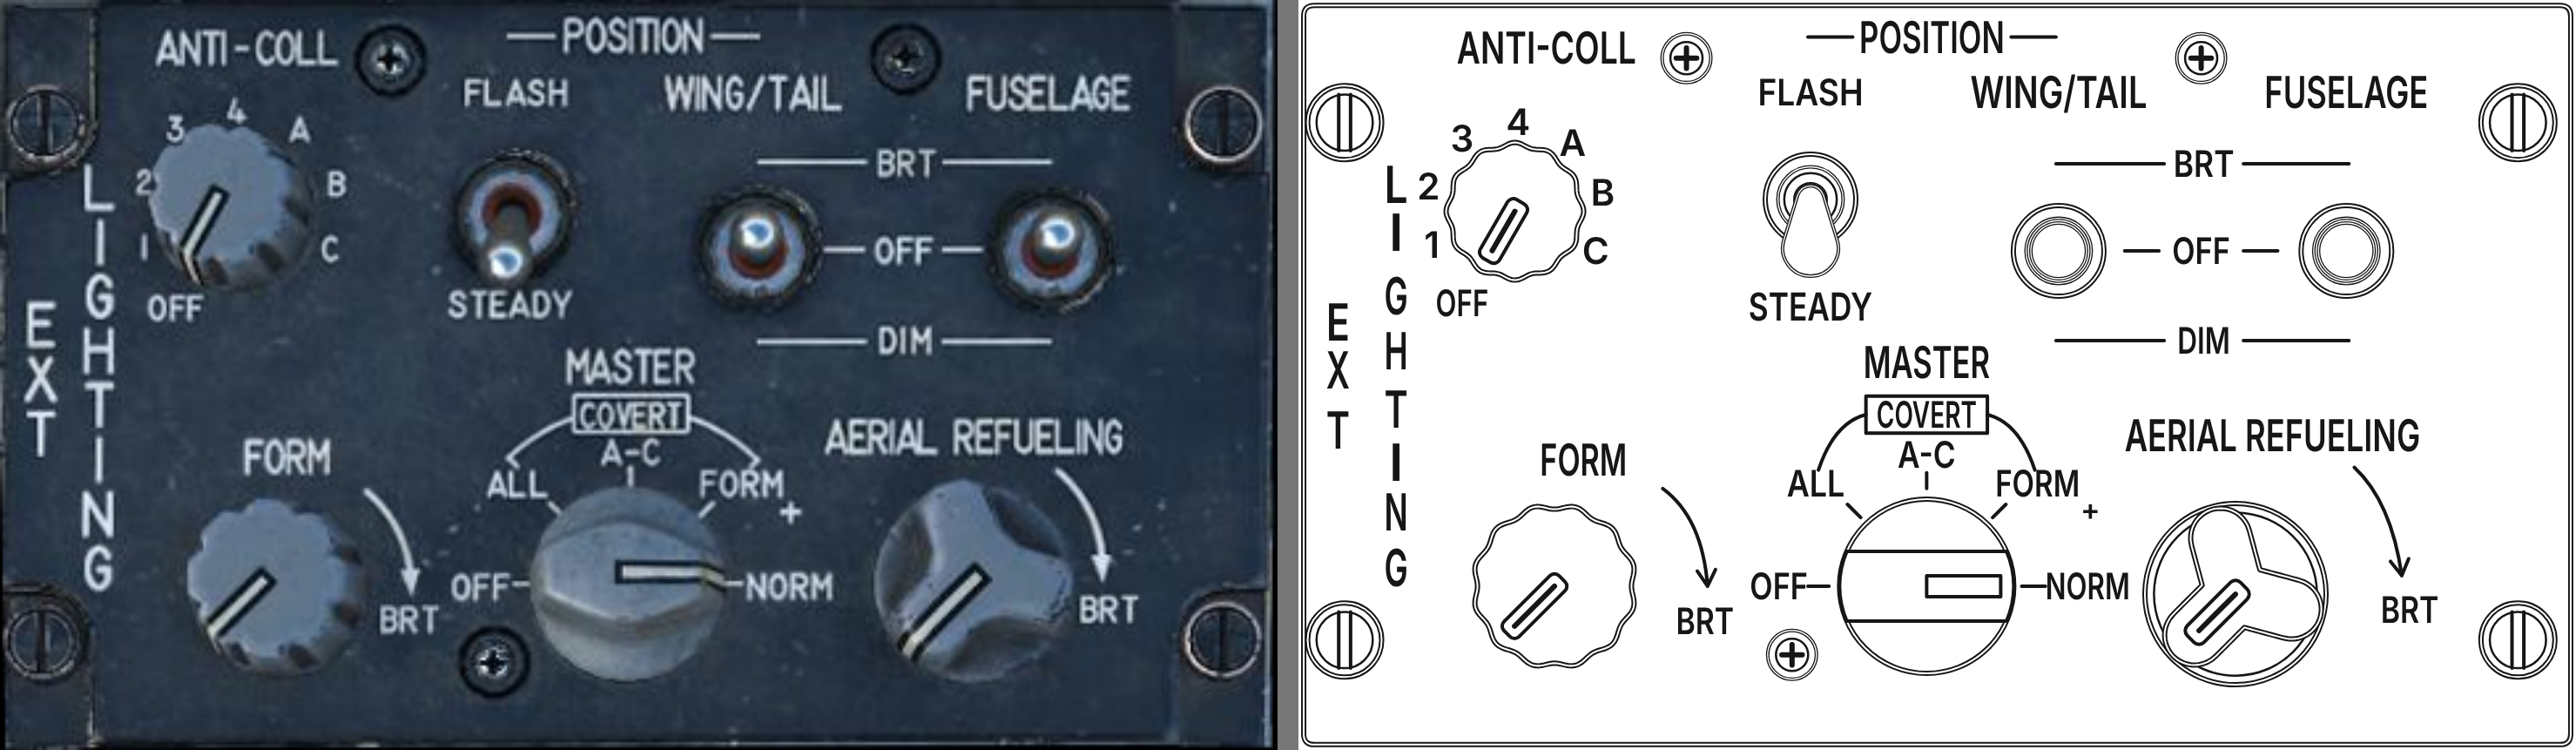 ANTI-COLL
POSITION
FLASH
WING/TAIL
FUSELAGE
4
3
A
2
B
1
C
OFF
STEADY
BRT
OFF
DIM
EXT
LIGHTING
MASTER
COVERT
A-C
ALL
FORM
+
OFF
NORM
FORM
BRT
AERIAL REFUELING
BRT
ANTI-COLL
POSITION
FLASH
WING/TAIL
FUSELAGE
4
3
A
2
B
1
C
OFF
STEADY
BRT
OFF
DIM
EXT
LIGHTING
MASTER
COVERT
A-C
ALL
FORM
+
OFF
NORM
FORM
BRT
AERIAL REFUELING
BRT